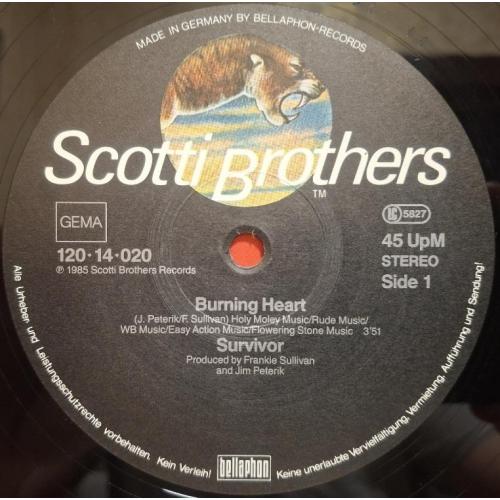 MADE IN GERMANY BY BELLAPHON-RECORDS
Scotti Brothers
TM
GEMA
LC 5827
120·14·020
45 UpM
℗ 1985 Scotti Brothers Records
STEREO
Side 1
Burning Heart
(J. Peterik/F. Sullivan) Holy Moley Music/Rude Music/
WB Music/Easy Action Music/Flowering Stone Music 3'51
Survivor
Produced by Frankie Sullivan
and Jim Peterik
Alle Urheber- und Leistungsschutzrechte vorbehalten. Kein Verleih!
bellaphon
Keine unerlaubte Vervielfältigung, Vermietung, Aufführung und Sendung!